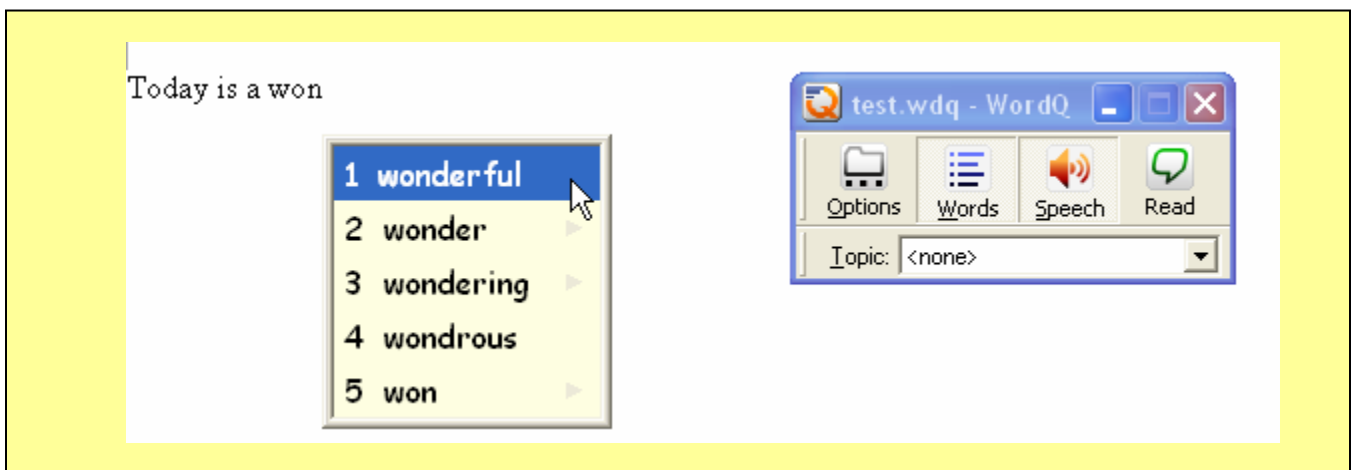 Today is a won
1 wonderful
2 wonder
3 wondering
4 wondrous
5 won
test.wdq - WordQ
Options Words Speech Read
Topic: <none>